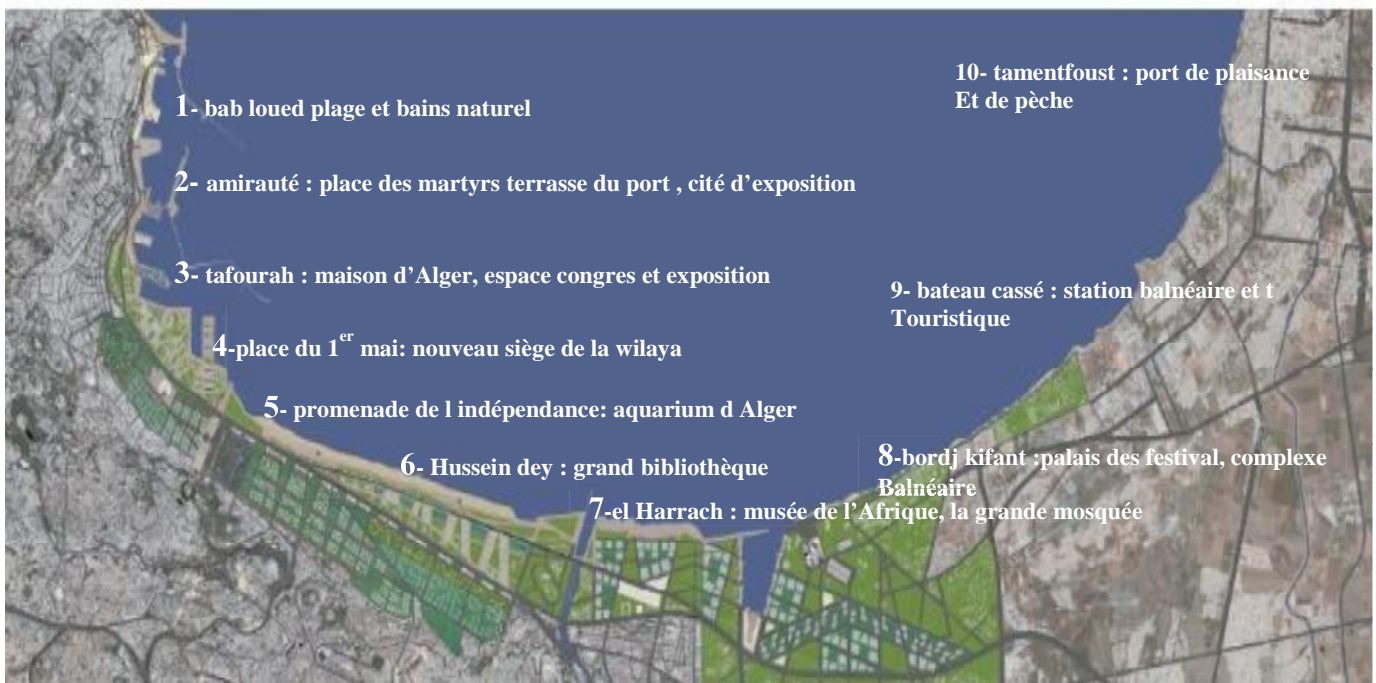 1- bab loued plage et bains naturel
2- amirauté : place des martyrs terrasse du port , cité d’exposition
3- tafourah : maison d’Alger, espace congres et exposition
4-place du 1er mai: nouveau siège de la wilaya
5- promenade de l indépendance: aquarium d Alger
6- Hussein dey : grand bibliothèque
7-el Harrach : musée de l’Afrique, la grande mosquée
8-bordj kifant :palais des festival, complexe
Balnéaire
9- bateau cassé : station balnéaire et t
Touristique
10- tamentfoust : port de plaisance
Et de pèche